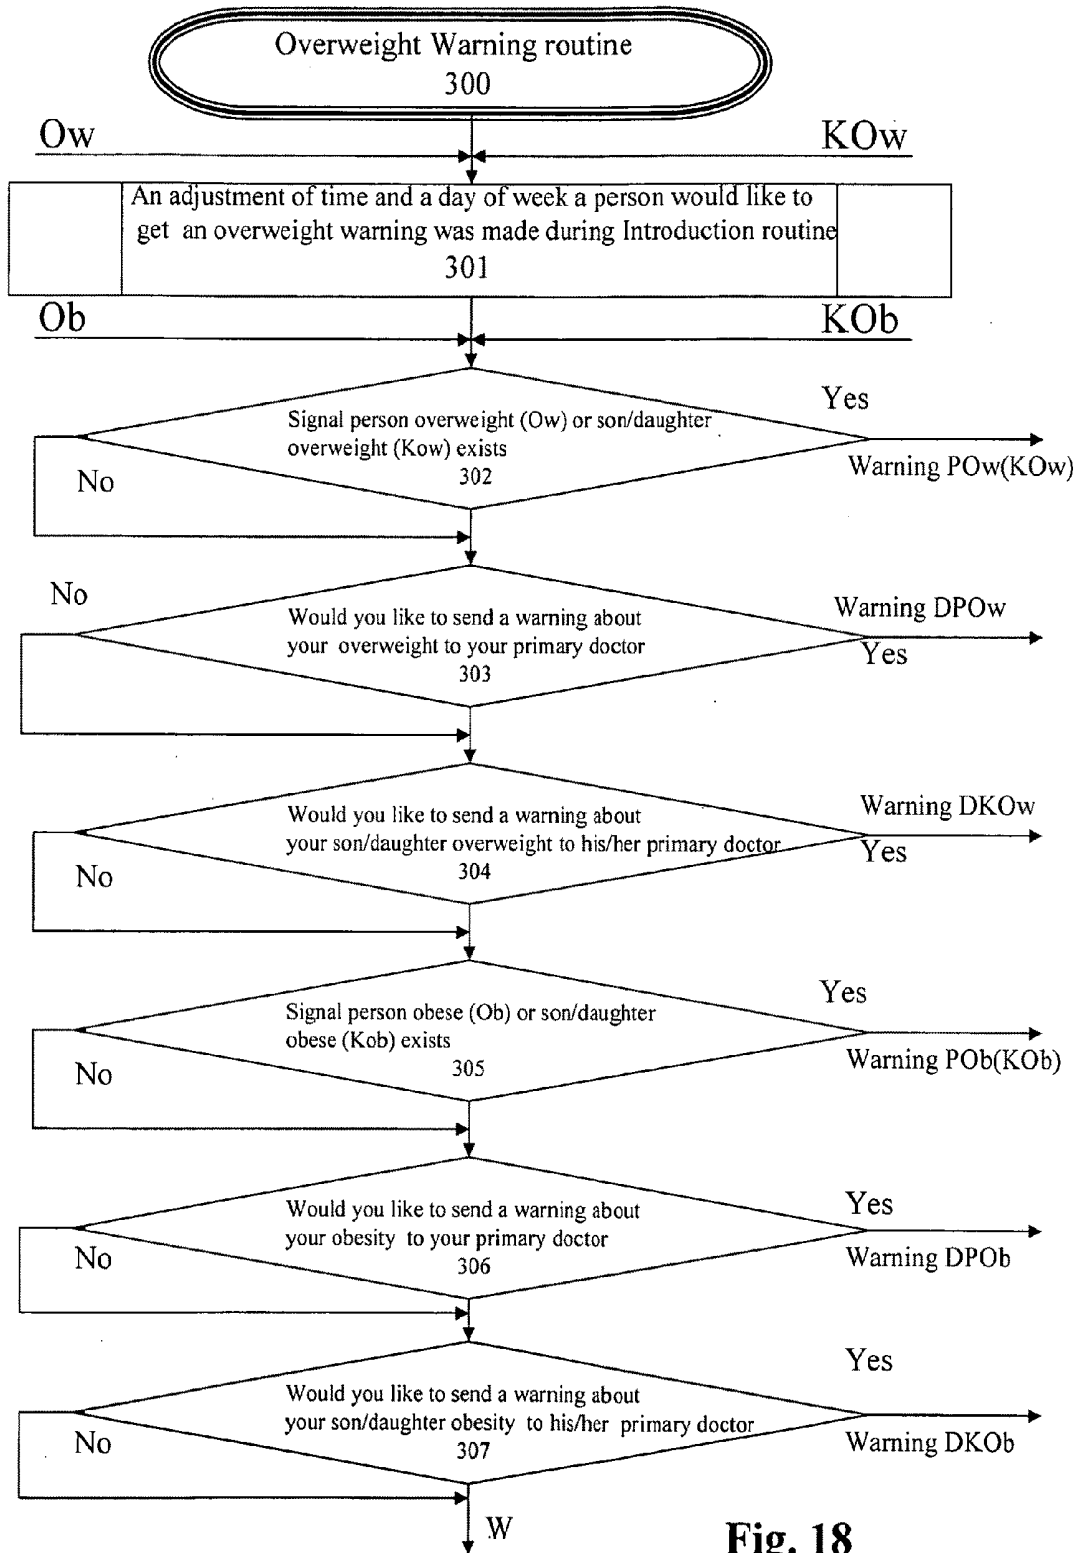 Overweight Warning routine
300
Ow
KOw
An adjustment of time and a day of week a person would like to
get an overweight warning was made during Introduction routine
301
Ob
KOb
Signal person overweight (Ow) or son/daughter
overweight (Kow) exists
302
Yes
Warning POw(KOw)
No
No
Would you like to send a warning about
your overweight to your primary doctor
303
Warning DPOw
Yes
Would you like to send a warning about
your son/daughter overweight to his/her primary doctor
304
Warning DKOw
Yes
No
Signal person obese (Ob) or son/daughter
obese (Kob) exists
305
Yes
Warning POb(KOb)
No
Would you like to send a warning about
your obesity to your primary doctor
306
Yes
Warning DPOb
No
Would you like to send a warning about
your son/daughter obesity to his/her primary doctor
307
Yes
Warning DKOb
No
W
Fig. 18